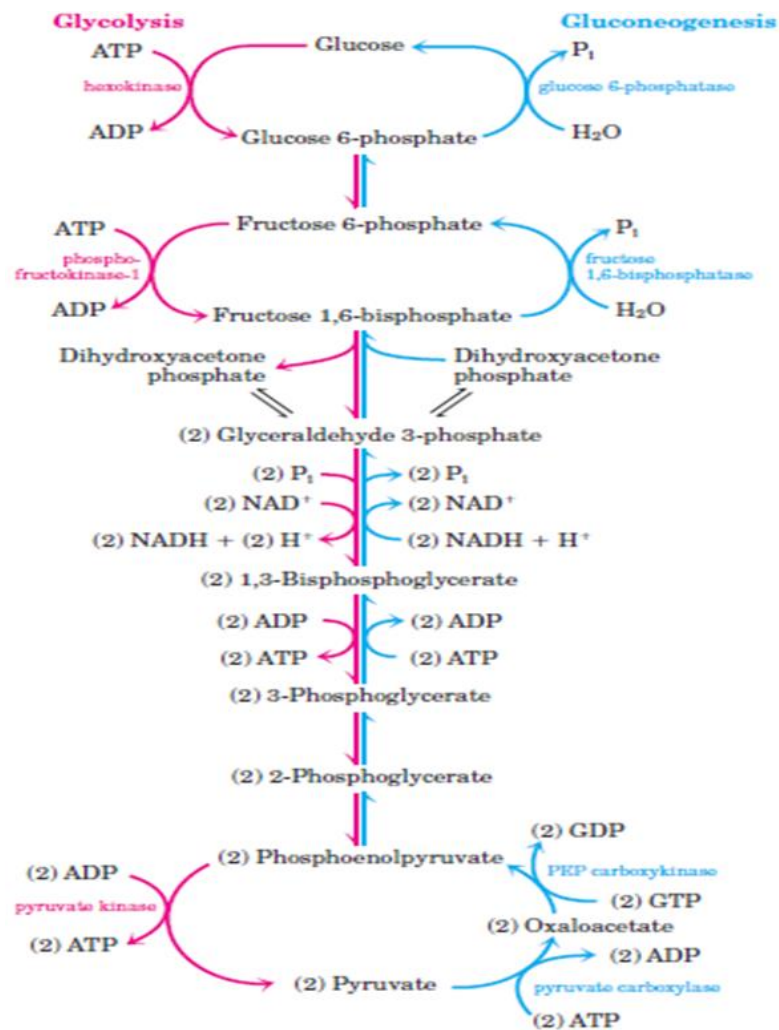 Glycolysis
Gluconeogenesis
ATP
Glucose
Pi
hexokinase
glucose 6-phosphatase
ADP
Glucose 6-phosphate
H₂O
ATP
Fructose 6-phosphate
Pi
phospho-
fructokinase-1
fructose
1,6-bisphosphatase
ADP
Fructose 1,6-bisphosphate
H₂O
Dihydroxyacetone
phosphate
Dihydroxyacetone
phosphate
(2) Glyceraldehyde 3-phosphate
(2) Pi
(2) Pi
(2) NAD⁺
(2) NAD⁺
(2) NADH + (2) H⁺
(2) NADH + H⁺
(2) 1,3-Bisphosphoglycerate
(2) ADP
(2) ADP
(2) ATP
(2) ATP
(2) 3-Phosphoglycerate
(2) 2-Phosphoglycerate
(2) GDP
(2) Phosphoenolpyruvate
(2) ADP
PEP carboxykinase
pyruvate kinase
(2) GTP
(2) Oxaloacetate
(2) ATP
(2) ADP
(2) Pyruvate
pyruvate carboxylase
(2) ATP